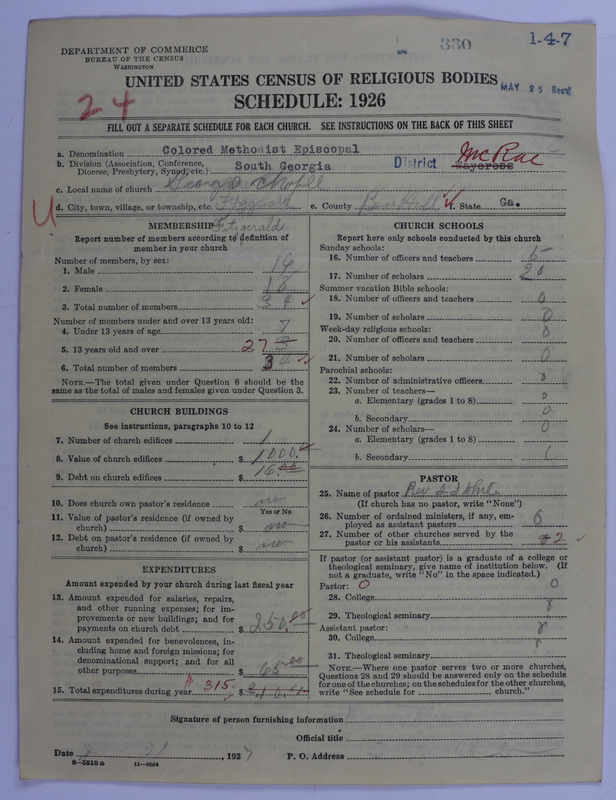 DEPARTMENT OF COMMERCE
BUREAU OF THE CENSUS
WASHINGTON
330
1-4-7
UNITED STATES CENSUS OF RELIGIOUS BODIES
MAY 25 Rec'd
24
SCHEDULE: 1926
FILL OUT A SEPARATE SCHEDULE FOR EACH CHURCH. SEE INSTRUCTIONS ON THE BACK OF THIS SHEET
a. Denomination Colored Methodist Episcopal
b. Division (Association, Conference, Diocese, Presbytery, Synod, etc.) South Georgia District Waycross McRae
c. Local name of church
d. City, town, village, or township, etc. Fitzgerald e. County Ben Hill f. State Ga.
U
Fitzgerald
MEMBERSHIP
Report number of members according to definition of member in your church
Number of members, by sex:
1. Male 16
2. Female 18
3. Total number of members 34
Number of members under and over 13 years old:
4. Under 13 years of age 7
5. 13 years old and over 27
6. Total number of members 34
NOTE.—The total given under Question 6 should be the same as the total of males and females given under Question 3.
CHURCH BUILDINGS
See instructions, paragraphs 10 to 12
7. Number of church edifices 1
8. Value of church edifices $ 1000.
9. Debt on church edifices $ 16.00
10. Does church own pastor's residence no
Yes or No
11. Value of pastor's residence (if owned by church) $ no
12. Debt on pastor's residence (if owned by church) $ no
EXPENDITURES
Amount expended by your church during last fiscal year
13. Amount expended for salaries, repairs, and other running expenses; for improvements or new buildings; and for payments on church debt $ 250.00
14. Amount expended for benevolences, including home and foreign missions; for denominational support; and for all other purposes $ 65.00
15. Total expenditures during year $ 315 $
CHURCH SCHOOLS
Report here only schools conducted by this church
Sunday schools:
16. Number of officers and teachers 5
17. Number of scholars 20
Summer vacation Bible schools:
18. Number of officers and teachers 0
19. Number of scholars 0
Week-day religious schools: 0
20. Number of officers and teachers
21. Number of scholars 0
Parochial schools:
22. Number of administrative officers 0
23. Number of teachers—
a. Elementary (grades 1 to 8) 0
b. Secondary 0
24. Number of scholars— 0
a. Elementary (grades 1 to 8)
b. Secondary
PASTOR
25. Name of pastor Rev
(If church has no pastor, write "None")
26. Number of ordained ministers, if any, employed as assistant pastors 6
27. Number of other churches served by the pastor or his assistants 2
If pastor (or assistant pastor) is a graduate of a college or theological seminary, give name of institution below. (If not a graduate, write "No" in the space indicated.)
Pastor: 0 0
28. College
29. Theological seminary
Assistant pastor:
30. College
31. Theological seminary
NOTE.—Where one pastor serves two or more churches, Questions 28 and 29 should be answered only on the schedule for one of the churches; on the schedules for the other churches, write "See schedule for church."
Signature of person furnishing information
Official title
Date 2 21, 1927 P. O. Address
8-5518 a 11-9034